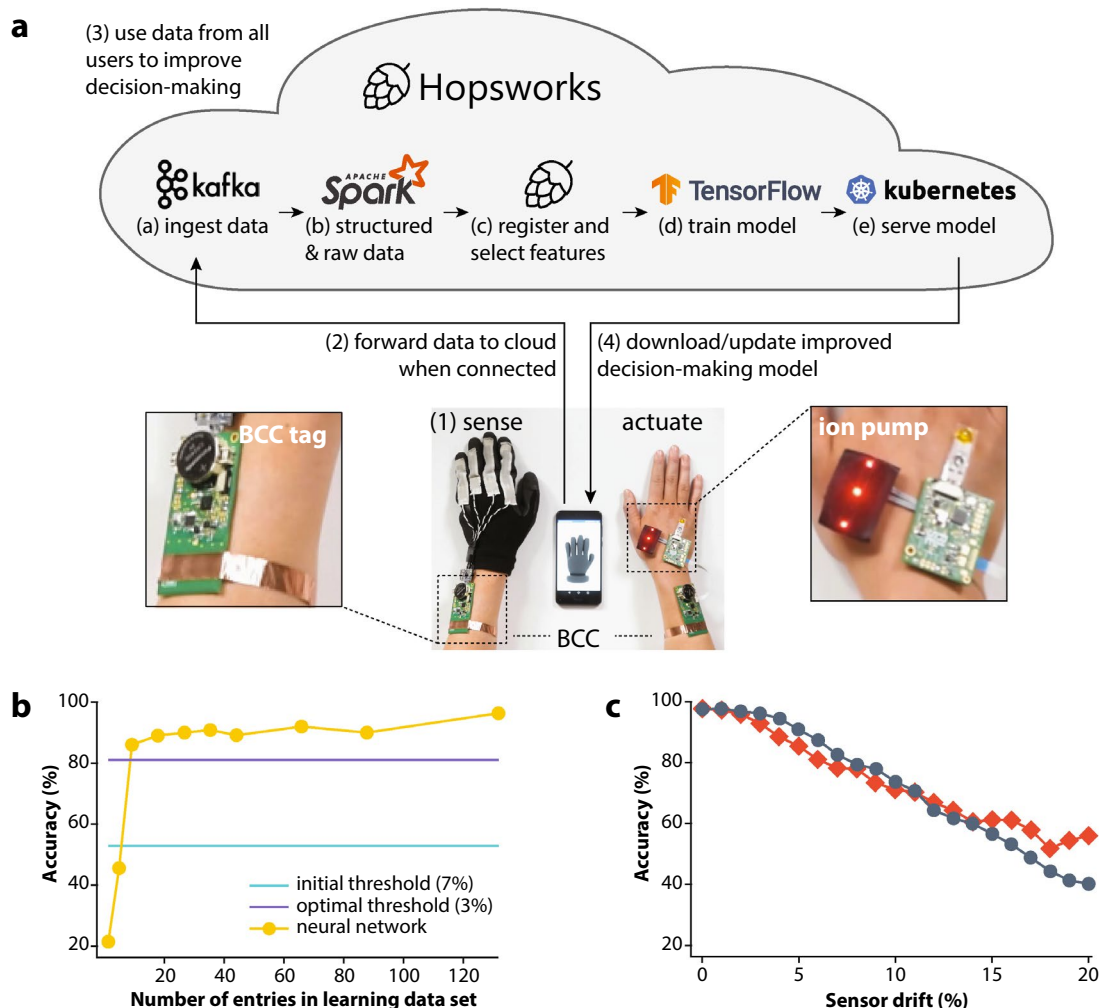 a
(3) use data from all
users to improve
decision-making
Hopsworks
kafka
APACHE
Spark
TensorFlow
kubernetes
(a) ingest data
(b) structured
& raw data
(c) register and
select features
(d) train model
(e) serve model
(2) forward data to cloud
when connected
(4) download/update improved
decision-making model
BCC tag
(1) sense
actuate
ion pump
BCC
b
100
80
60
40
20
Accuracy (%)
initial threshold (7%)
optimal threshold (3%)
neural network
20 40 60 80 100 120
Number of entries in learning data set
c
100
80
60
40
20
Accuracy (%)
0 5 10 15 20
Sensor drift (%)